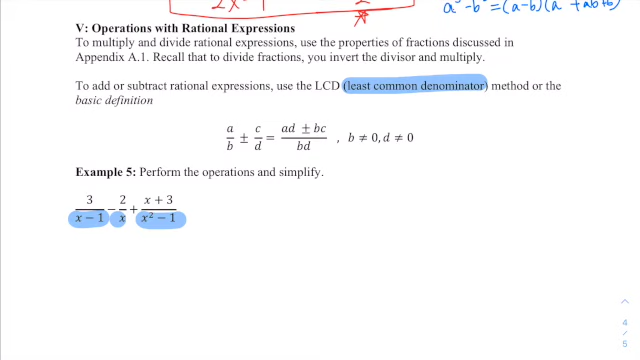 a³ - b³ = (a-b)(a² + ab + b²)
V: Operations with Rational Expressions
To multiply and divide rational expressions, use the properties of fractions discussed in
Appendix A.1. Recall that to divide fractions, you invert the divisor and multiply.
To add or subtract rational expressions, use the LCD (least common denominator) method or the
basic definition
a/b ± c/d = (ad ± bc)/bd , b ≠ 0, d ≠ 0
Example 5: Perform the operations and simplify.
3/(x − 1) − 2/x + (x + 3)/(x² − 1)
4
/
5